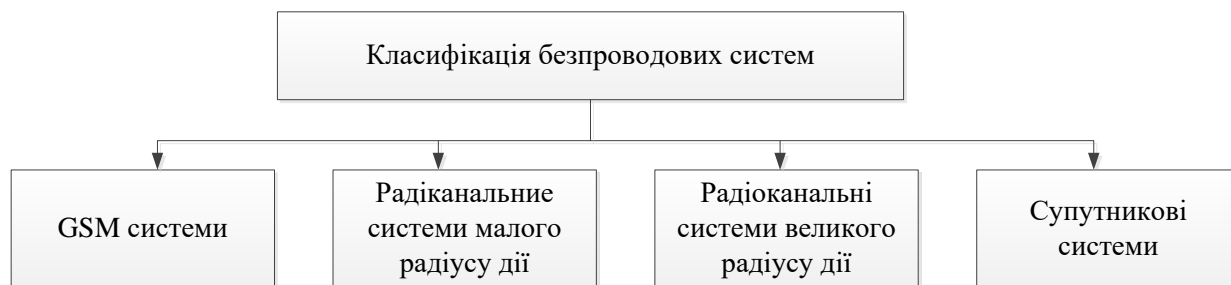 Класифікація безпроводових систем
GSM системи
Радіканальние
системи малого
радіусу дії
Радіоканальні
системи великого
радіусу дії
Супутникові
системи